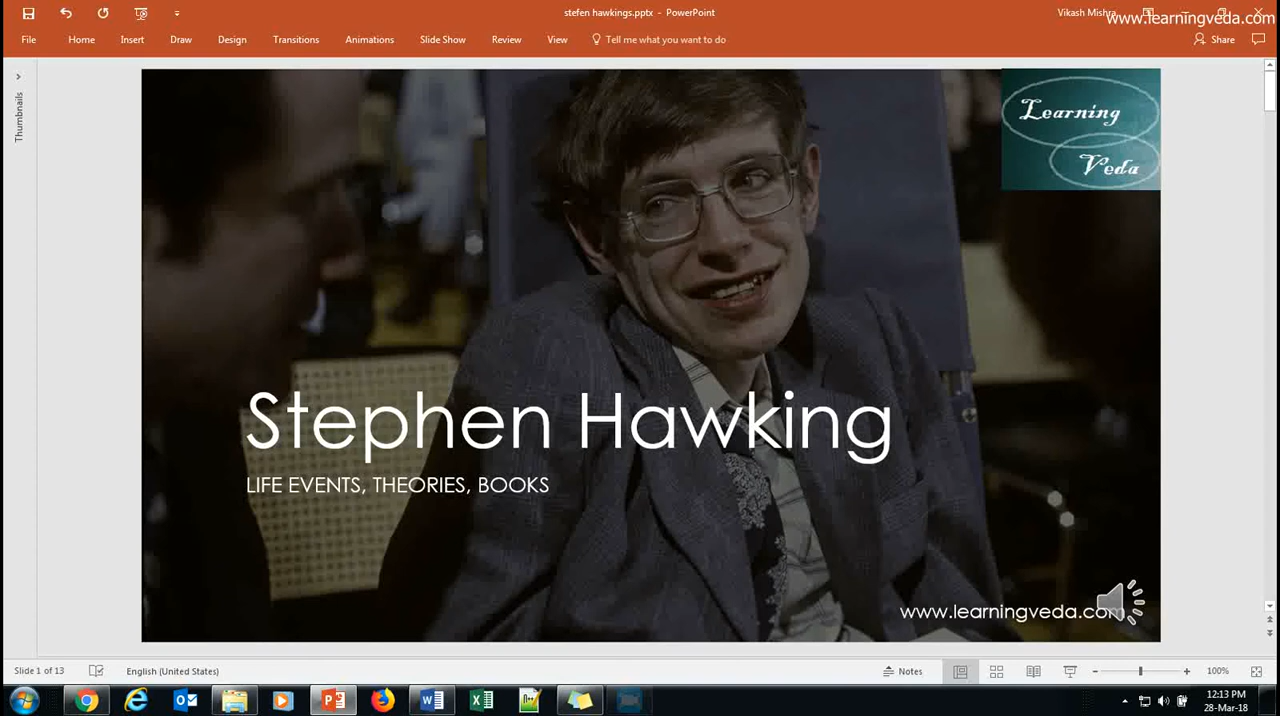 stefen hawkings.pptx - PowerPoint
Vikash Mishra
www.learningveda.com
File Home Insert Draw Design Transitions Animations Slide Show Review View Tell me what you want to do Share
Thumbnails
Learning
Veda
Stephen Hawking
LIFE EVENTS, THEORIES, BOOKS
www.learningveda.com
Slide 1 of 13 English (United States) Notes 100%
12:13 PM
28-Mar-18